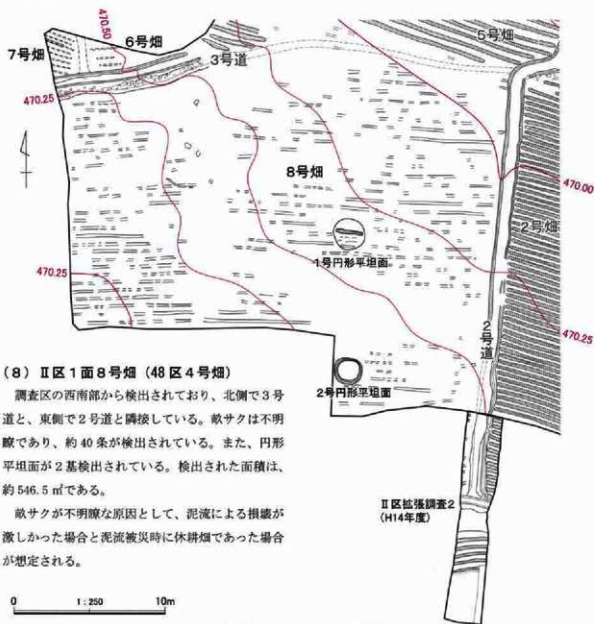 470.50
6号畑
5号畑
7号畑
3号道
470.25
8号畑
470.00
2号畑
1号円形平坦面
470.25
470.25
2号道
2号円形平坦面
(8) Ⅱ区1面8号畑 (48区4号畑)
調査区の西南部から検出されており、北側で3号
道と、東側で2号道と隣接している。畝サクは不明
瞭であり、約40条が検出されている。また、円形
平坦面が2基検出されている。検出された面積は、
約546.5㎡である。
畝サクが不明瞭な原因として、泥流による損壊が
激しかった場合と泥流被災時に休耕畑であった場合
が想定される。
Ⅱ区拡張調査2
(H14年度)
0 1:250 10m